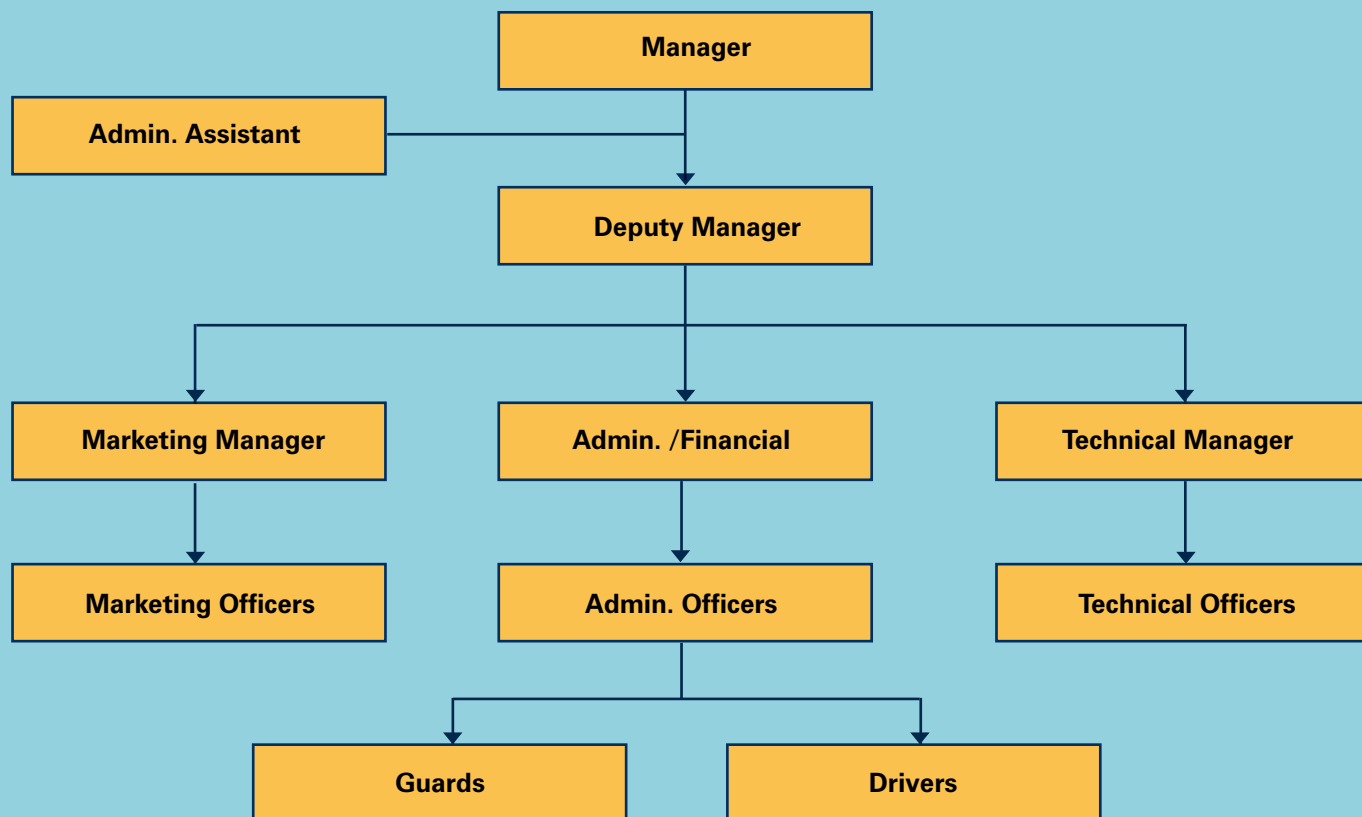 Manager
Admin. Assistant
Deputy Manager
Marketing Manager
Admin. /Financial
Technical Manager
Marketing Officers
Admin. Officers
Technical Officers
Guards
Drivers